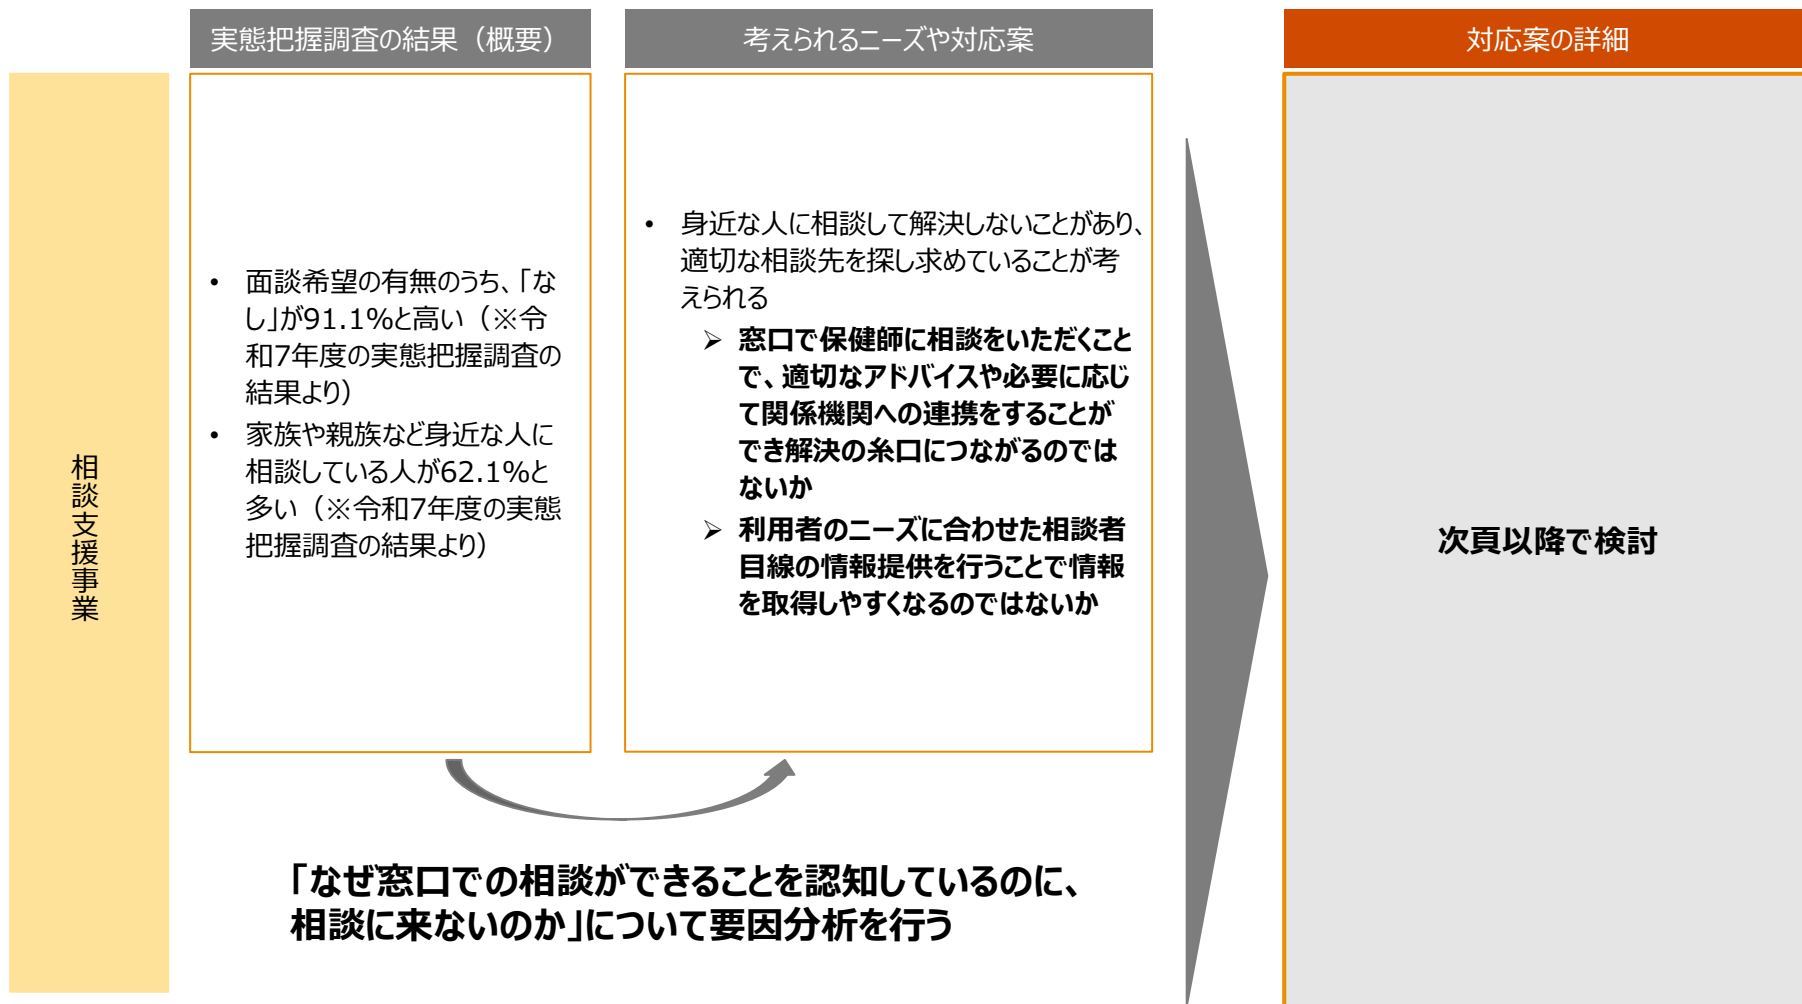 実態把握調査の結果（概要）
考えられるニーズや対応案
対応案の詳細
相談支援事業
• 面談希望の有無のうち、「な
し」が91.1%と高い（※令
和7年度の実態把握調査の
結果より）
• 家族や親族など身近な人に
相談している人が62.1%と
多い（※令和7年度の実態
把握調査の結果より）
• 身近な人に相談して解決しないことがあり、
適切な相談先を探し求めていることが考
えられる
➢ 窓口で保健師に相談をいただくこと
で、適切なアドバイスや必要に応じ
て関係機関への連携をすることが
でき解決の糸口につながるのでは
ないか
➢ 利用者のニーズに合わせた相談者
目線の情報提供を行うことで情報
を取得しやすくなるのではないか
次頁以降で検討
「なぜ窓口での相談ができることを認知しているのに、
相談に来ないのか」について要因分析を行う